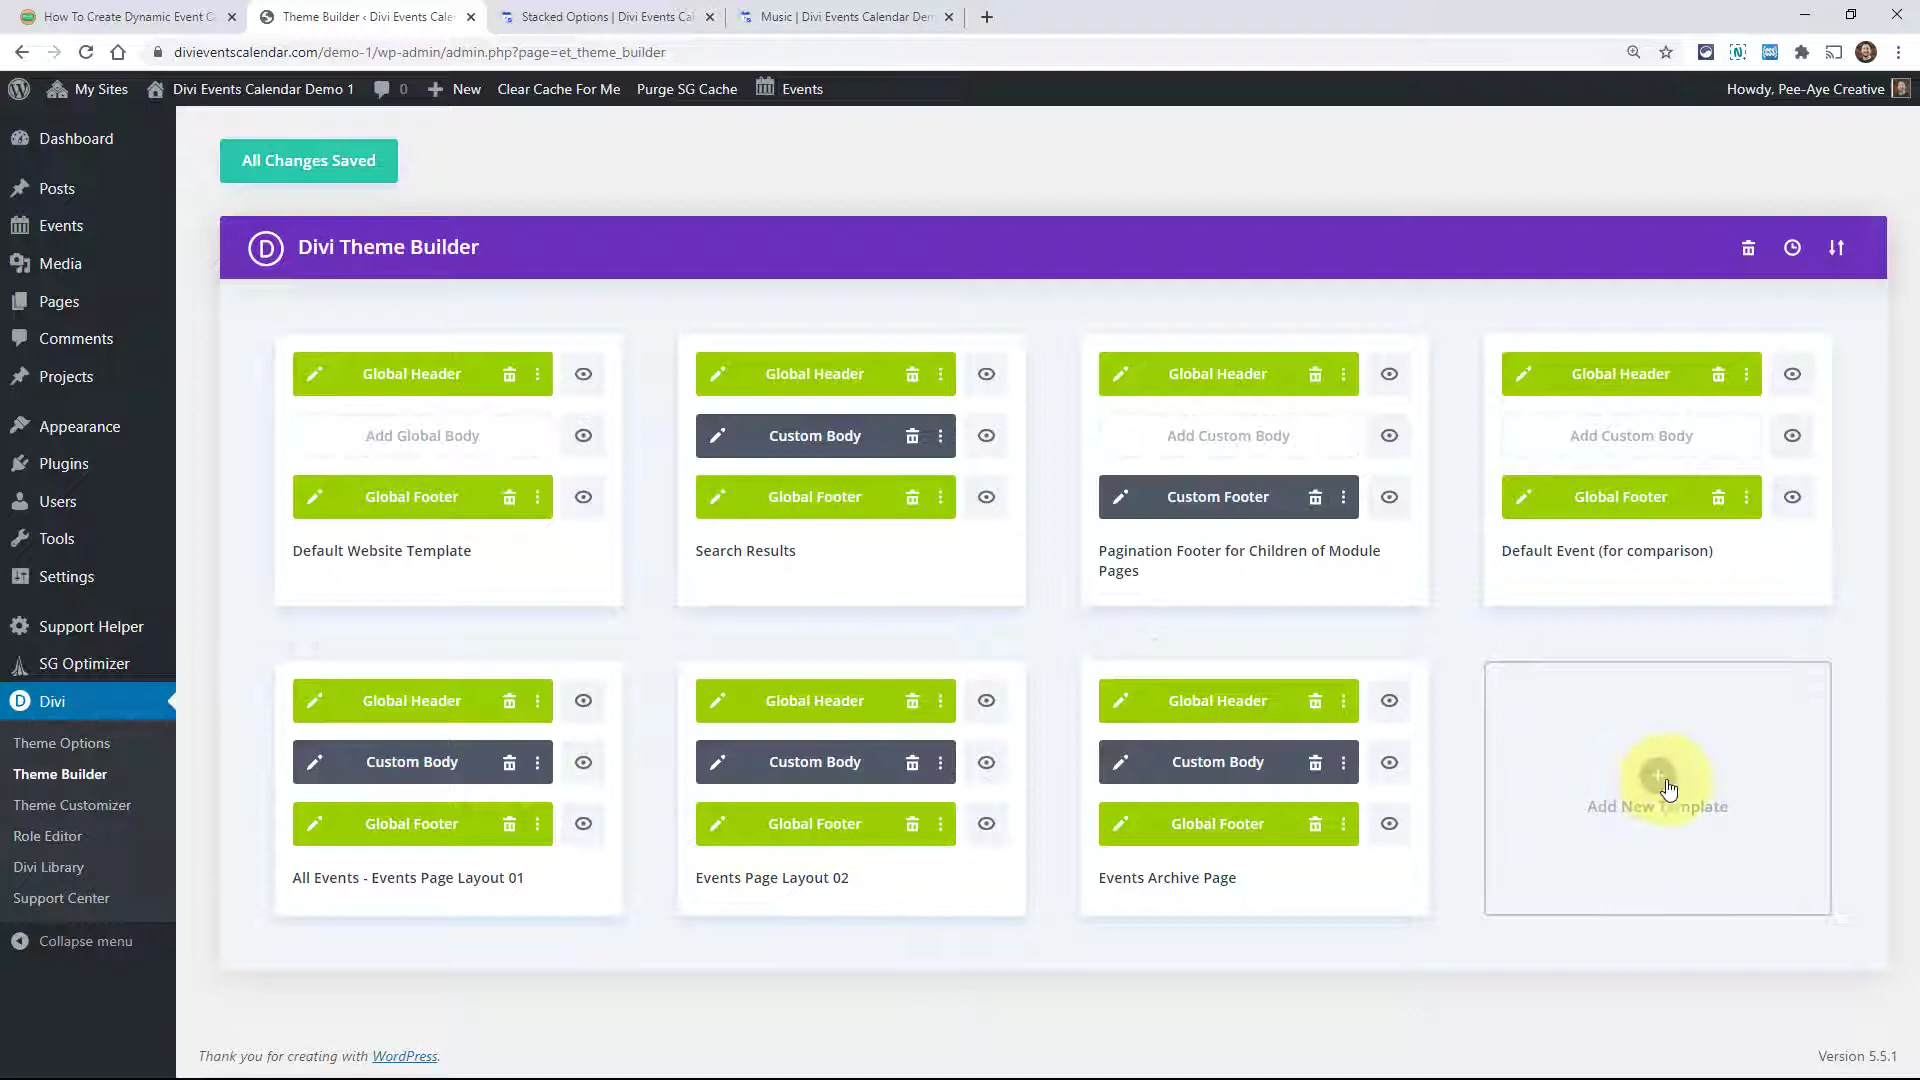 How To Create Dynamic Event C
Theme Builder ‹ Divi Events Cale
Stacked Options | Divi Events Ca
Music | Divi Events Calendar Dem
divieventscalendar.com/demo-1/wp-admin/admin.php?page=et_theme_builder
My Sites
Divi Events Calendar Demo 1
0
New
Clear Cache For Me
Purge SG Cache
Events
Howdy, Pee-Aye Creative
Dashboard
Posts
Events
Media
Pages
Comments
Projects
Appearance
Plugins
Users
Tools
Settings
Support Helper
SG Optimizer
Divi
Theme Options
Theme Builder
Theme Customizer
Role Editor
Divi Library
Support Center
Collapse menu
All Changes Saved
D Divi Theme Builder
Global Header
Add Global Body
Global Footer
Default Website Template
Global Header
Custom Body
Global Footer
Search Results
Global Header
Add Custom Body
Custom Footer
Pagination Footer for Children of Module
Pages
Global Header
Add Custom Body
Global Footer
Default Event (for comparison)
Global Header
Custom Body
Global Footer
All Events - Events Page Layout 01
Global Header
Custom Body
Global Footer
Events Page Layout 02
Global Header
Custom Body
Global Footer
Events Archive Page
Add New Template
Thank you for creating with WordPress.
Version 5.5.1